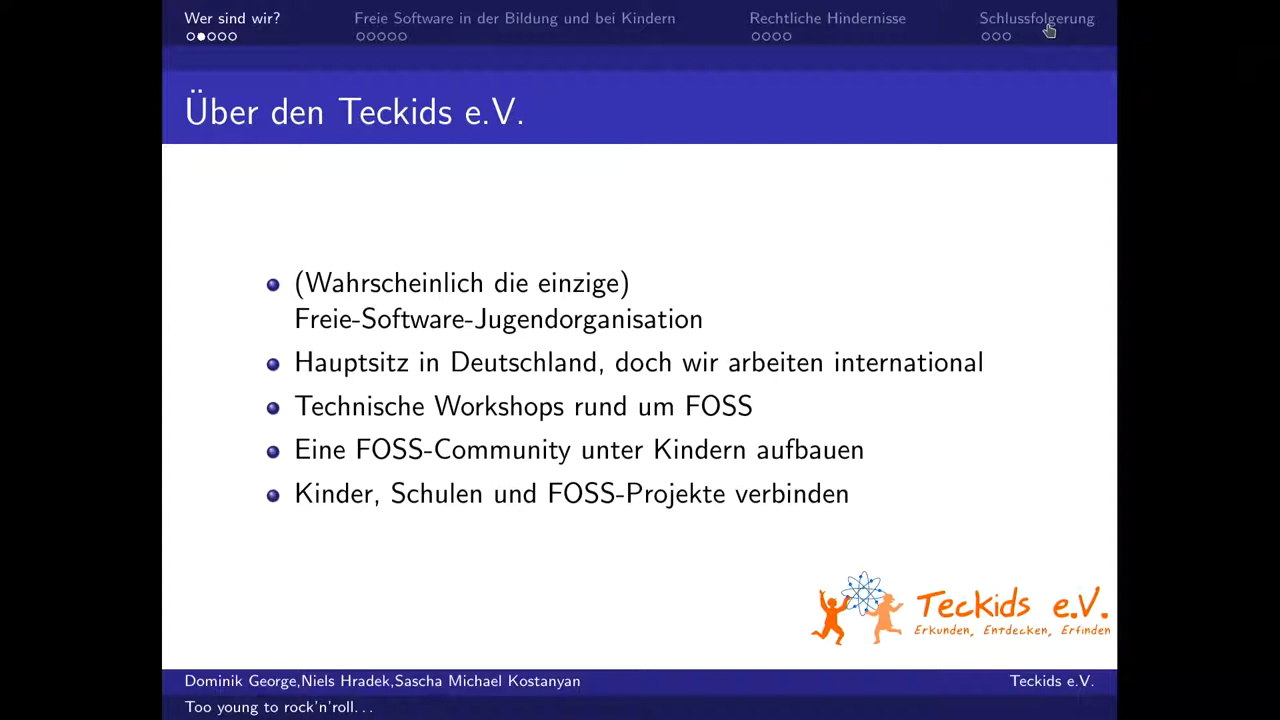 Wer sind wir?
Freie Software in der Bildung und bei Kindern
Rechtliche Hindernisse
Schlussfolgerung
Über den Teckids e.V.
(Wahrscheinlich die einzige)
Freie-Software-Jugendorganisation
Hauptsitz in Deutschland, doch wir arbeiten international
Technische Workshops rund um FOSS
Eine FOSS-Community unter Kindern aufbauen
Kinder, Schulen und FOSS-Projekte verbinden
Teckids e.V.
Erkunden, Entdecken, Erfinden
Dominik George,Niels Hradek,Sascha Michael Kostanyan
Teckids e.V.
Too young to rock'n'roll...